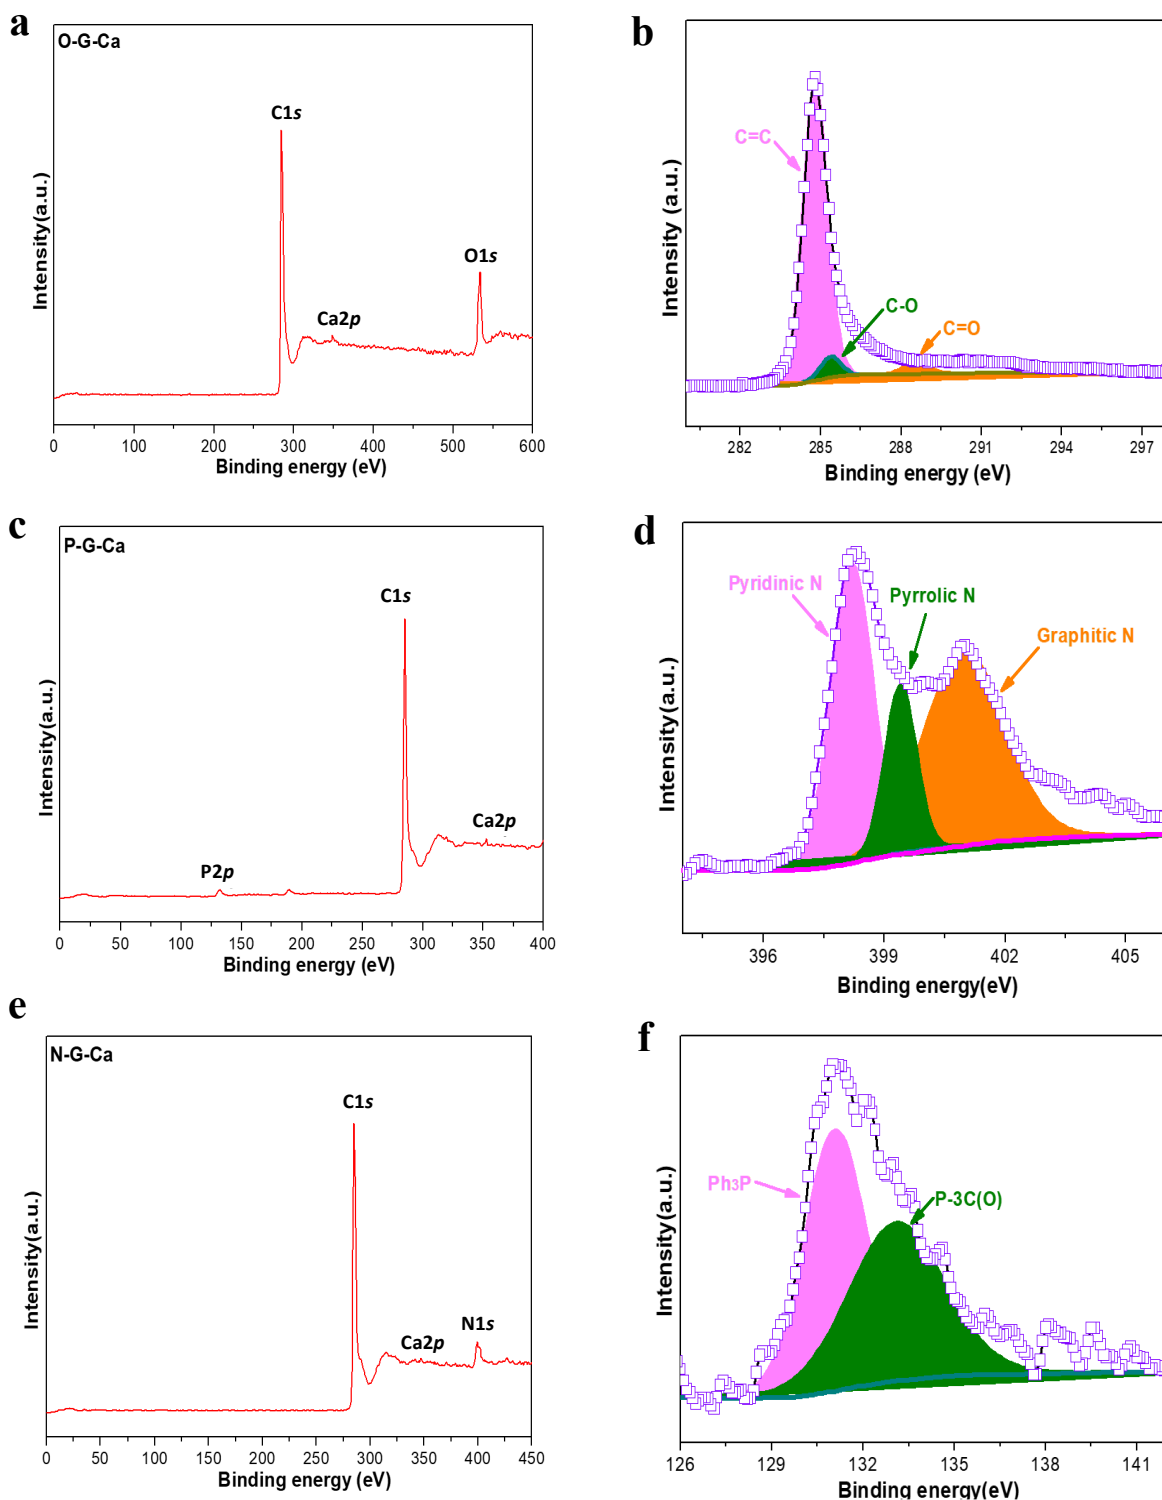 a
O-G-Ca
C1s
Ca2p
O1s
Intensity(a.u.)
0 100 200 300 400 500 600
Binding energy (eV)
b
C=C
C-O
C=O
Intensity (a.u.)
282 285 288 291 294 297
Binding energy (eV)
c
P-G-Ca
C1s
P2p
Ca2p
Intensity(a.u.)
0 50 100 150 200 250 300 350 400
Binding energy (eV)
d
Pyridinic N
Pyrrolic N
Graphitic N
Intensity(a.u.)
396 399 402 405
Binding energy(eV)
e
N-G-Ca
C1s
Ca2p
N1s
Intensity(a.u.)
0 50 100 150 200 250 300 350 400 450
Binding energy (eV)
f
Ph3P
P-3C(O)
Intensity(a.u.)
126 129 132 135 138 141
Binding energy(eV)